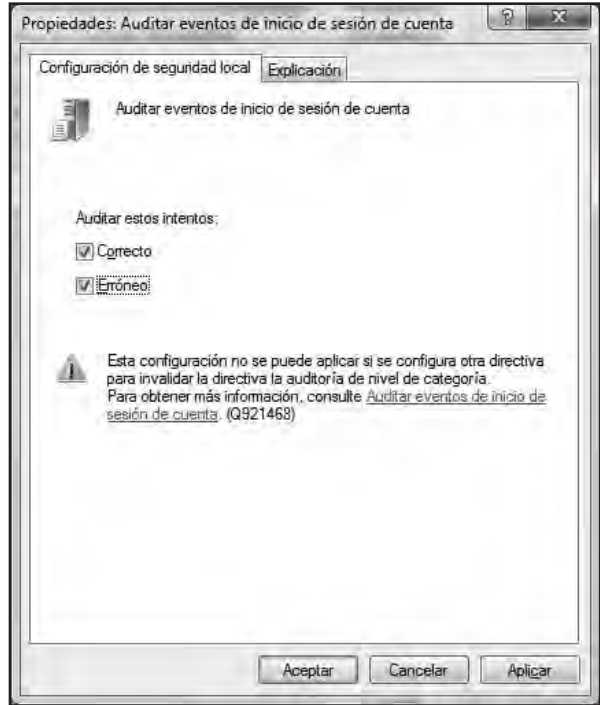 Propiedades: Auditar eventos de inicio de sesión de cuenta
?
Configuración de seguridad local
Explicación
Auditar eventos de inicio de sesión de cuenta
Auditar estos intentos:
Correcto
Erróneo
Esta configuración no se puede aplicar si se configura otra directiva
para invalidar la directiva la auditoría de nivel de categoría.
Para obtener más información, consulte Auditar eventos de inicio de
sesión de cuenta. (Q921468)
Aceptar
Cancelar
Aplicar